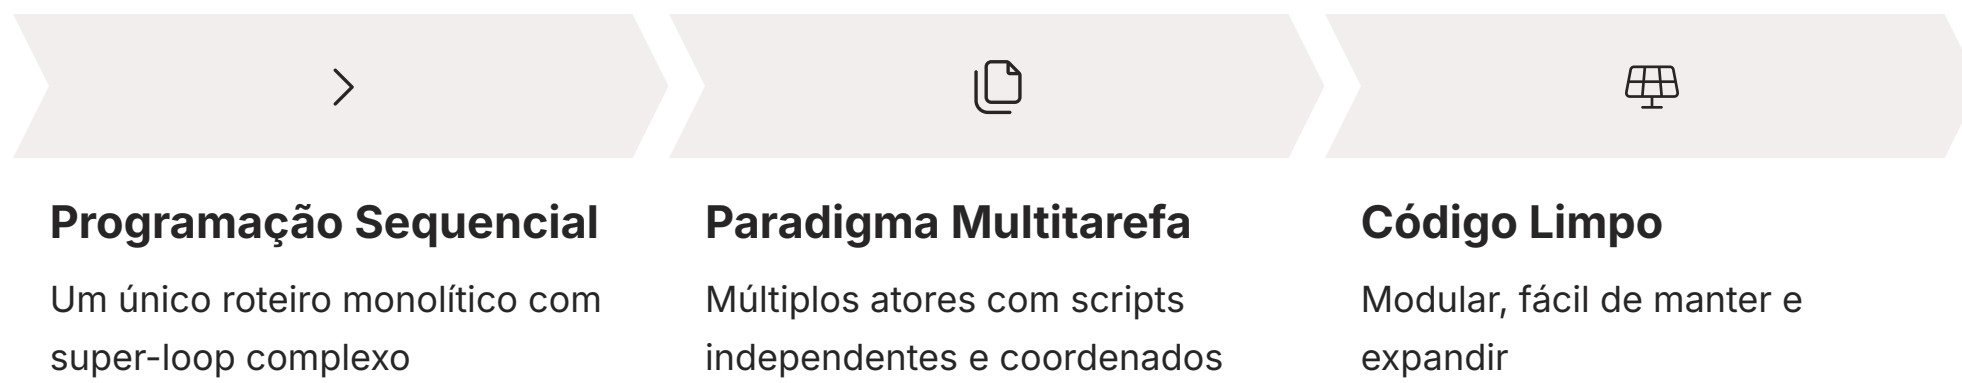 Programação Sequencial
Um único roteiro monolítico com
super-loop complexo
Paradigma Multitarefa
Múltiplos atores com scripts
independentes e coordenados
Código Limpo
Modular, fácil de manter e
expandir